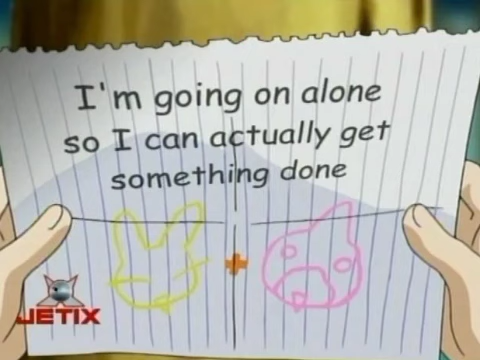 I'm going on alone
so I can actually get
something done
JETIX